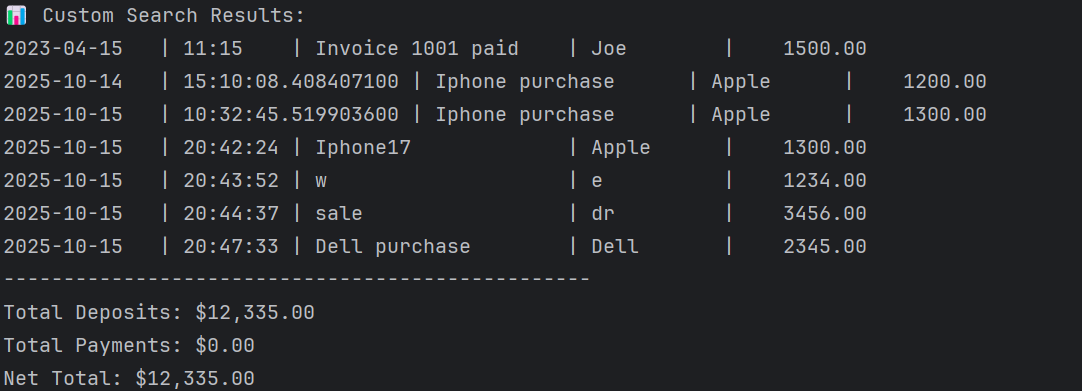 📊 Custom Search Results:
2023-04-15   | 11:15    | Invoice 1001 paid    | Joe        |    1500.00
2025-10-14   | 15:10:08.408407100 | Iphone purchase      | Apple      |    1200.00
2025-10-15   | 10:32:45.519903600 | Iphone purchase      | Apple      |    1300.00
2025-10-15   | 20:42:24 | Iphone17             | Apple      |    1300.00
2025-10-15   | 20:43:52 | w                    | e          |    1234.00
2025-10-15   | 20:44:37 | sale                 | dr         |    3456.00
2025-10-15   | 20:47:33 | Dell purchase        | Dell       |    2345.00
-------------------------------------------------
Total Deposits: $12,335.00
Total Payments: $0.00
Net Total: $12,335.00